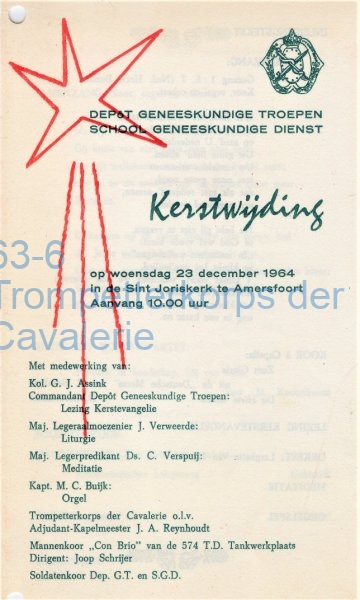 DEPÔT GENEESKUNDIGE TROEPEN
SCHOOL GENEESKUNDIGE DIENST
Kerstwijding
63-6
Trompetterkorps der
Cavalerie
op woensdag 23 december 1964
in de Sint Joriskerk te Amersfoort
Aanvang 10.00 uur
Met medewerking van:
Kol. G. J. Assink
Commandant Depôt Geneeskundige Troepen:
Lezing Kerstevangelie
Maj. Legeraalmoezenier J. Verweerde:
Liturgie
Maj. Legerpredikant Ds. C. Verspuij:
Meditatie
Kapt. M. C. Buijk:
Orgel
Trompetterkorps der Cavalerie o.l.v.
Adjudant-Kapelmeester J. A. Reynhoudt
Mannenkoor „Con Brio” van de 574 T.D. Tankwerkplaats
Dirigent: Joop Schrijer
Soldatenkoor Dep. G.T. en S.G.D.